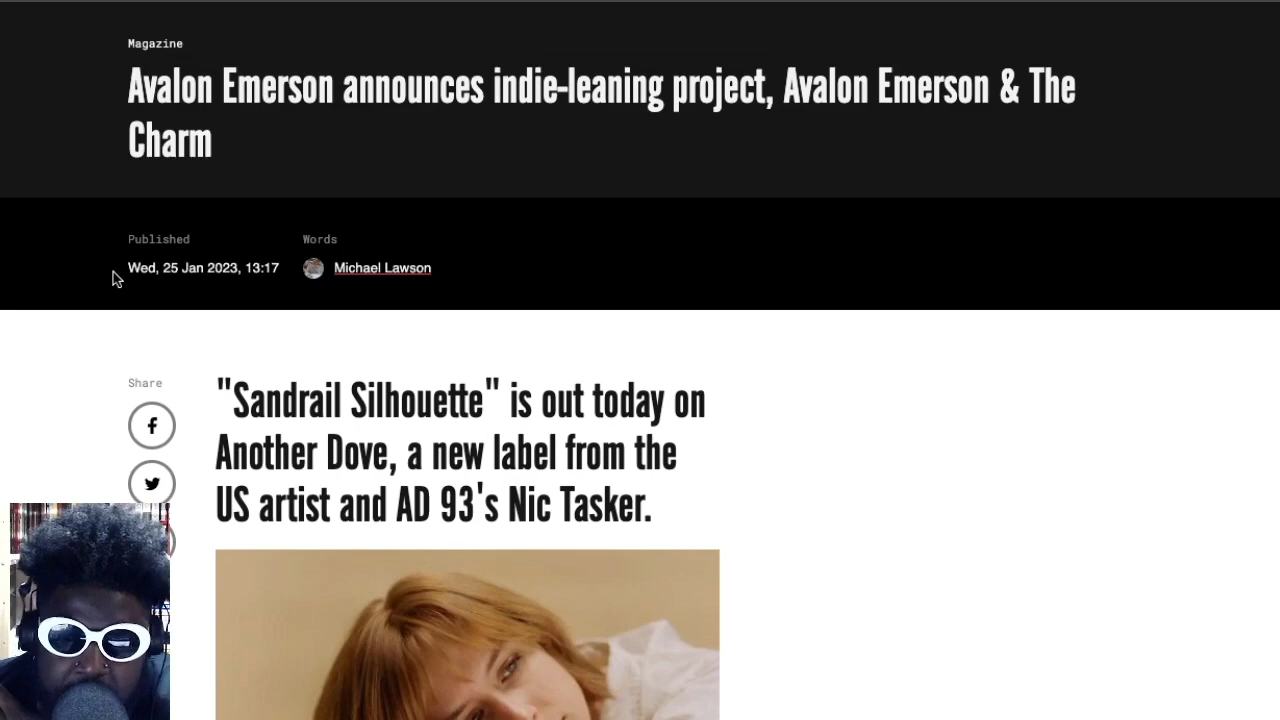 Magazine
Avalon Emerson announces indie-leaning project, Avalon Emerson & The
Charm
Published
Words
Wed, 25 Jan 2023, 13:17
Michael Lawson
Share
"Sandrail Silhouette" is out today on
Another Dove, a new label from the
US artist and AD 93's Nic Tasker.